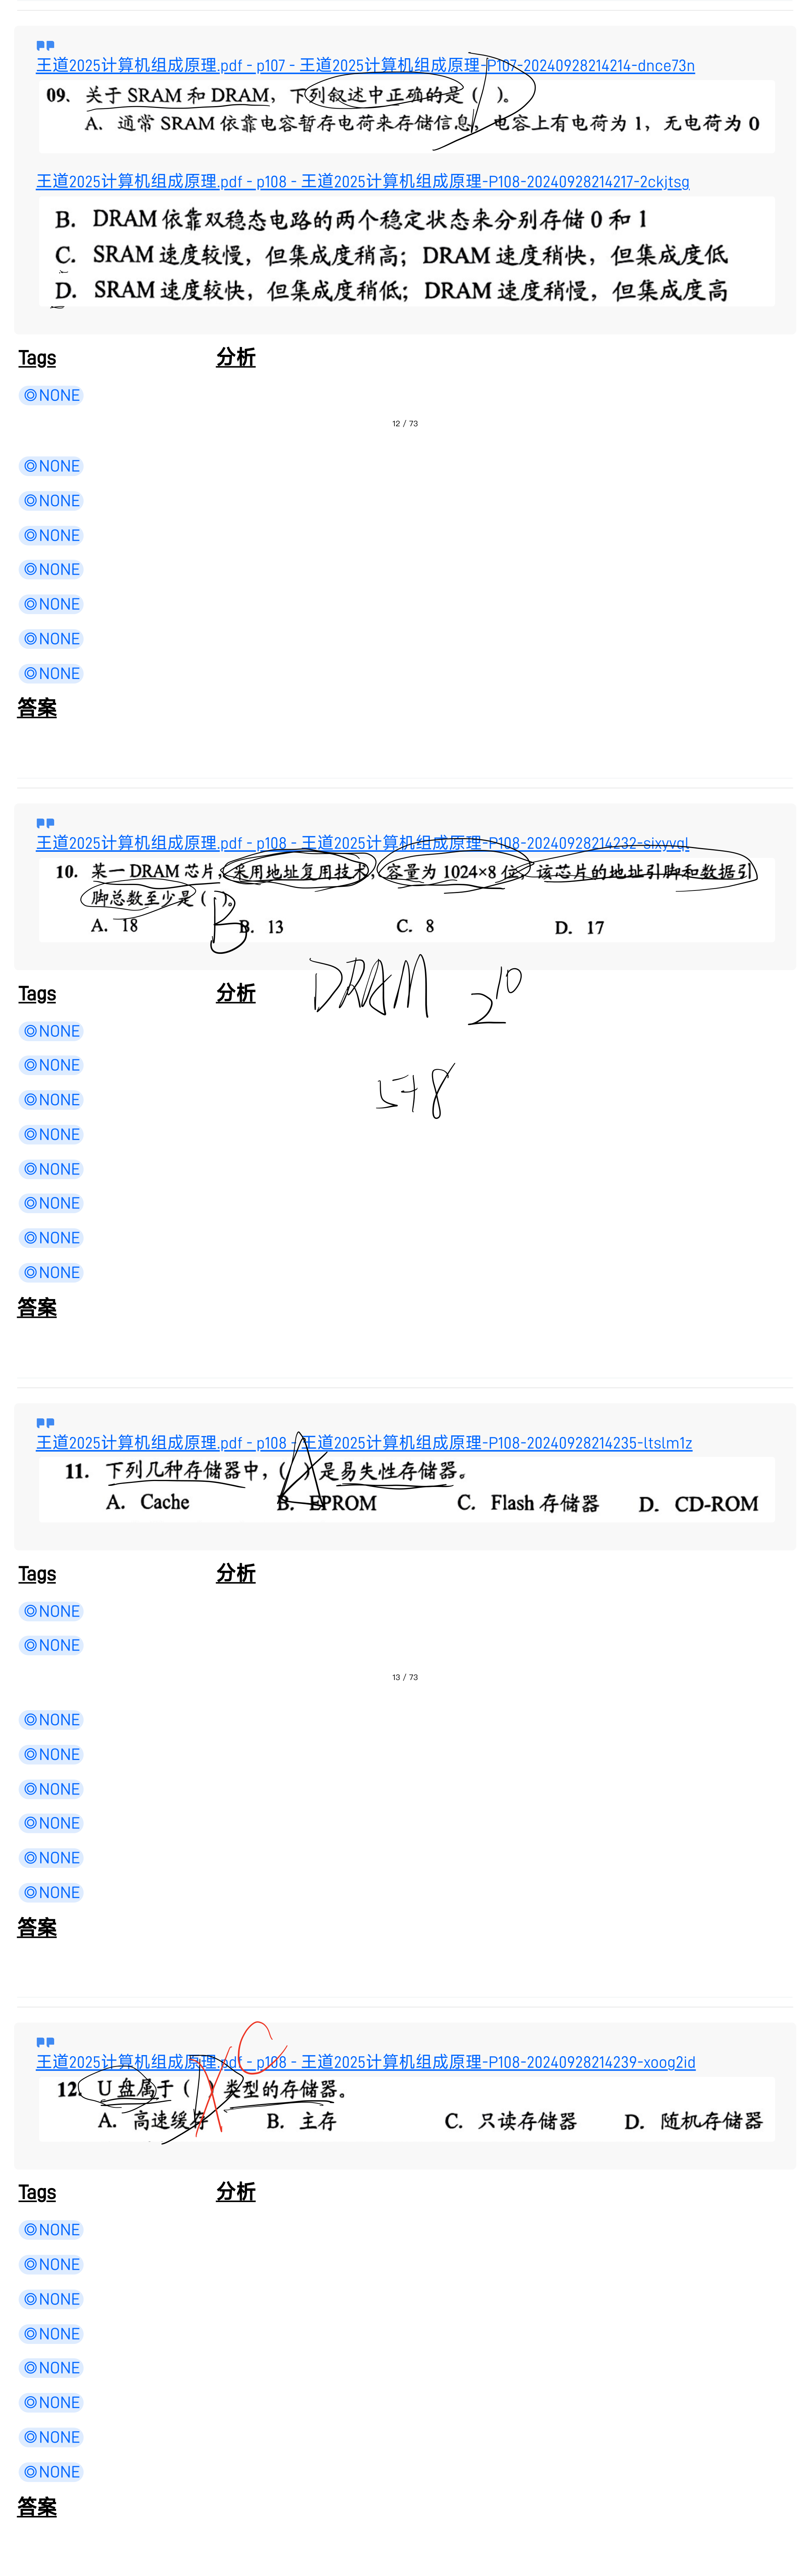 王道2025计算机组成原理.pdf - p107 - 王道2025计算机组成原理-P107-20240928214214-dnce73n
09. 关于 SRAM 和 DRAM，下列叙述中正确的是（ ）。
D
A. 通常 SRAM 依靠电容暂存电荷来存储信息，电容上有电荷为 1，无电荷为 0
王道2025计算机组成原理.pdf - p108 - 王道2025计算机组成原理-P108-20240928214217-2ckjtsg
B. DRAM 依靠双稳态电路的两个稳定状态来分别存储 0 和 1
C. SRAM 速度较慢，但集成度稍高；DRAM 速度稍快，但集成度低
D. SRAM 速度较快，但集成度稍低；DRAM 速度稍慢，但集成度高
Tags 分析
◎NONE
12 / 73
◎NONE
◎NONE
◎NONE
◎NONE
◎NONE
◎NONE
◎NONE
答案
王道2025计算机组成原理.pdf - p108 - 王道2025计算机组成原理-P108-20240928214232-sixyvql
10. 某一 DRAM 芯片，采用地址复用技术，容量为 1024×8 位，该芯片的地址引脚和数据引
脚总数至少是（ ）。
B
A. 18 B. 13 C. 8 D. 17
Tags 分析
DRAM 2^10
◎NONE
◎NONE
5+8
◎NONE
◎NONE
◎NONE
◎NONE
◎NONE
◎NONE
答案
王道2025计算机组成原理.pdf - p108 - 王道2025计算机组成原理-P108-20240928214235-ltslm1z
11. 下列几种存储器中，（ ）是易失性存储器。
A
A. Cache B. EPROM C. Flash 存储器 D. CD-ROM
Tags 分析
◎NONE
◎NONE
13 / 73
◎NONE
◎NONE
◎NONE
◎NONE
◎NONE
◎NONE
答案
C
王道2025计算机组成原理.pdf - p108 - 王道2025计算机组成原理-P108-20240928214239-xoog2id
12. U 盘属于（ ）类型的存储器。
D
A. 高速缓存 B. 主存 C. 只读存储器 D. 随机存储器
Tags 分析
◎NONE
◎NONE
◎NONE
◎NONE
◎NONE
◎NONE
◎NONE
◎NONE
答案